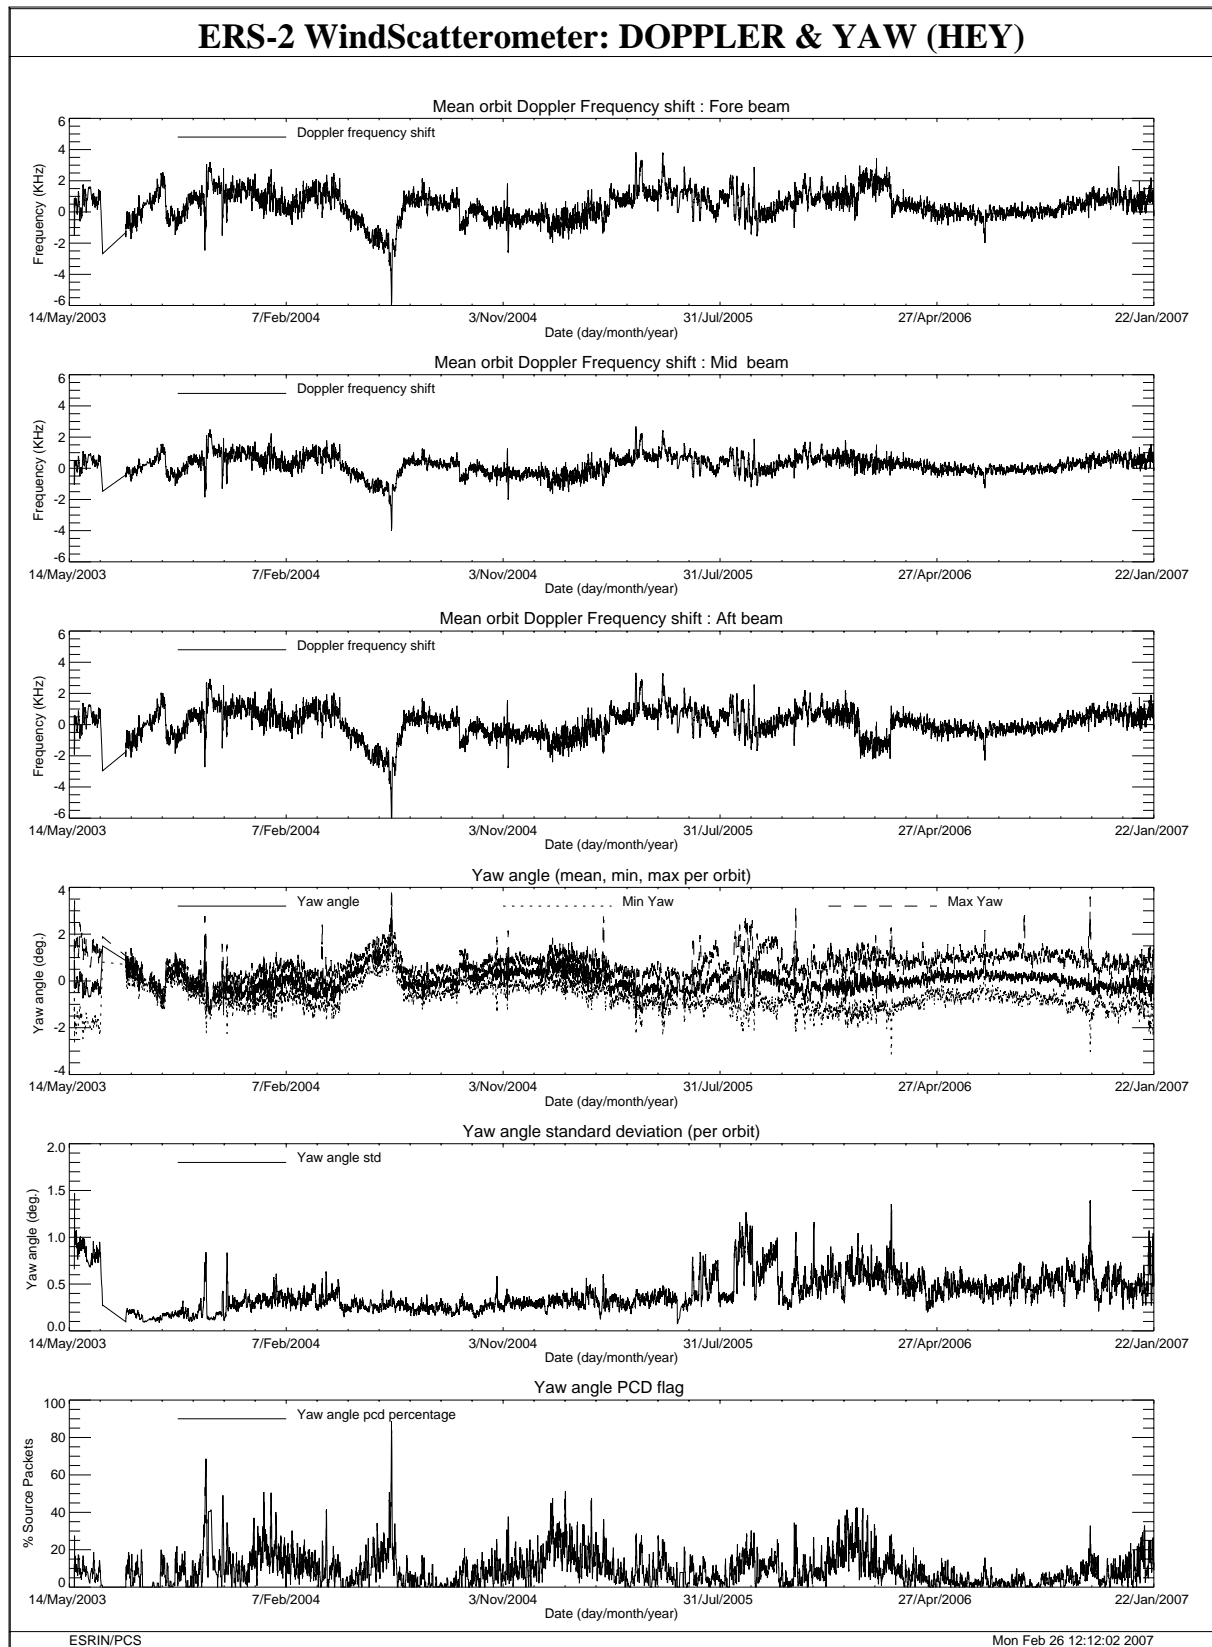 ERS-2 WindScatterometer: DOPPLER & YAW (HEY)
Mean orbit Doppler Frequency shift : Fore beam
Doppler frequency shift
Frequency (KHz)
6
4
2
0
-2
-4
-6
14/May/2003 7/Feb/2004 3/Nov/2004 31/Jul/2005 27/Apr/2006 22/Jan/2007
Date (day/month/year)
Mean orbit Doppler Frequency shift : Mid beam
Doppler frequency shift
Frequency (KHz)
6
4
2
0
-2
-4
-6
14/May/2003 7/Feb/2004 3/Nov/2004 31/Jul/2005 27/Apr/2006 22/Jan/2007
Date (day/month/year)
Mean orbit Doppler Frequency shift : Aft beam
Doppler frequency shift
Frequency (KHz)
6
4
2
0
-2
-4
-6
14/May/2003 7/Feb/2004 3/Nov/2004 31/Jul/2005 27/Apr/2006 22/Jan/2007
Date (day/month/year)
Yaw angle (mean, min, max per orbit)
Yaw angle Min Yaw Max Yaw
Yaw angle (deg.)
4
2
0
-2
-4
14/May/2003 7/Feb/2004 3/Nov/2004 31/Jul/2005 27/Apr/2006 22/Jan/2007
Date (day/month/year)
Yaw angle standard deviation (per orbit)
Yaw angle std
Yaw angle (deg.)
2.0
1.5
1.0
0.5
0.0
14/May/2003 7/Feb/2004 3/Nov/2004 31/Jul/2005 27/Apr/2006 22/Jan/2007
Date (day/month/year)
Yaw angle PCD flag
Yaw angle pcd percentage
% Source Packets
100
80
60
40
20
0
14/May/2003 7/Feb/2004 3/Nov/2004 31/Jul/2005 27/Apr/2006 22/Jan/2007
Date (day/month/year)
ESRIN/PCS Mon Feb 26 12:12:02 2007